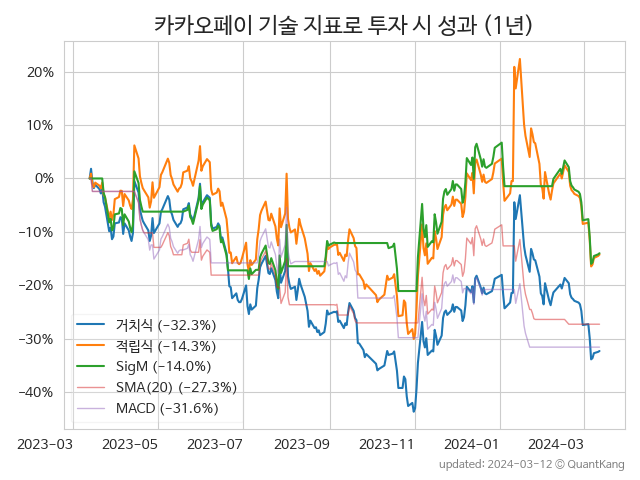 카카오페이 기술 지표로 투자 시 성과 (1년)
20%
10%
0%
−10%
−20%
−30%
−40%
거치식 (−32.3%)
적립식 (−14.3%)
SigM (−14.0%)
SMA(20) (−27.3%)
MACD (−31.6%)
2023-03 2023-05 2023-07 2023-09 2023-11 2024-01 2024-03
updated: 2024-03-12 © QuantKang